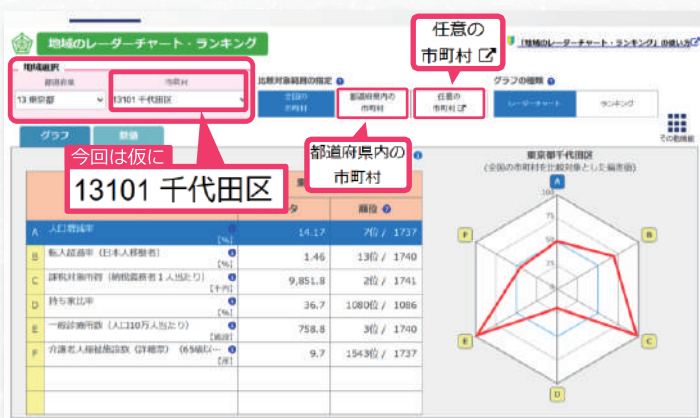 任意の
市町村
地域のレーダーチャート・ランキング
「地域のレーダーチャート・ランキング」の使い方
地域選択
都道府県
市町村
13 東京都
13101 千代田区
比較対象範囲の指定
全国の
市町村
都道府県内の
市町村
任意の
市町村
グラフの種類
レーダーチャート
ランキング
その他機能
グラフ
数値
今回は仮に
13101 千代田区
都道府県内の
市町村
順位
A 人口増減率
【%】
14.17
7位 / 1737
B 転入超過率（日本人移動者）
【%】
1.46
13位 / 1740
C 課税対象所得（納税義務者1人当たり）
【千円】
9,851.8
2位 / 1741
D 持ち家比率
【%】
36.7
1080位 / 1086
E 一般診療所数（人口10万人当たり）
【施設】
758.8
3位 / 1740
F 介護老人福祉施設数（詳細票）（65歳以…
【所】
9.7
1543位 / 1737
東京都千代田区
(全国の市町村を比較対象とした偏差値)
A
100
75
50
25
0
F
B
E
C
D